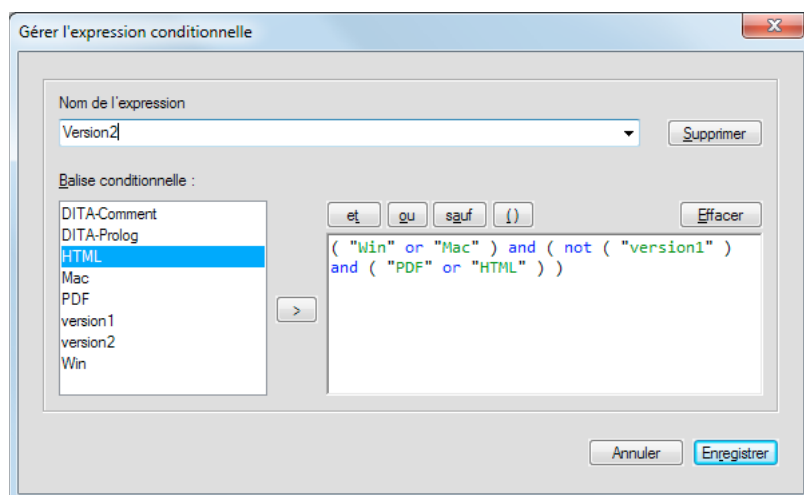 Gérer l'expression conditionnelle
Nom de l'expression
Version2
Supprimer
Balise conditionnelle :
et ou sauf () Effacer
DITA-Comment
DITA-Prolog
HTML
Mac
PDF
version1
version2
Win
>
( "Win" or "Mac" ) and ( not ( "version1" )
and ( "PDF" or "HTML" ) )
Annuler Enregistrer